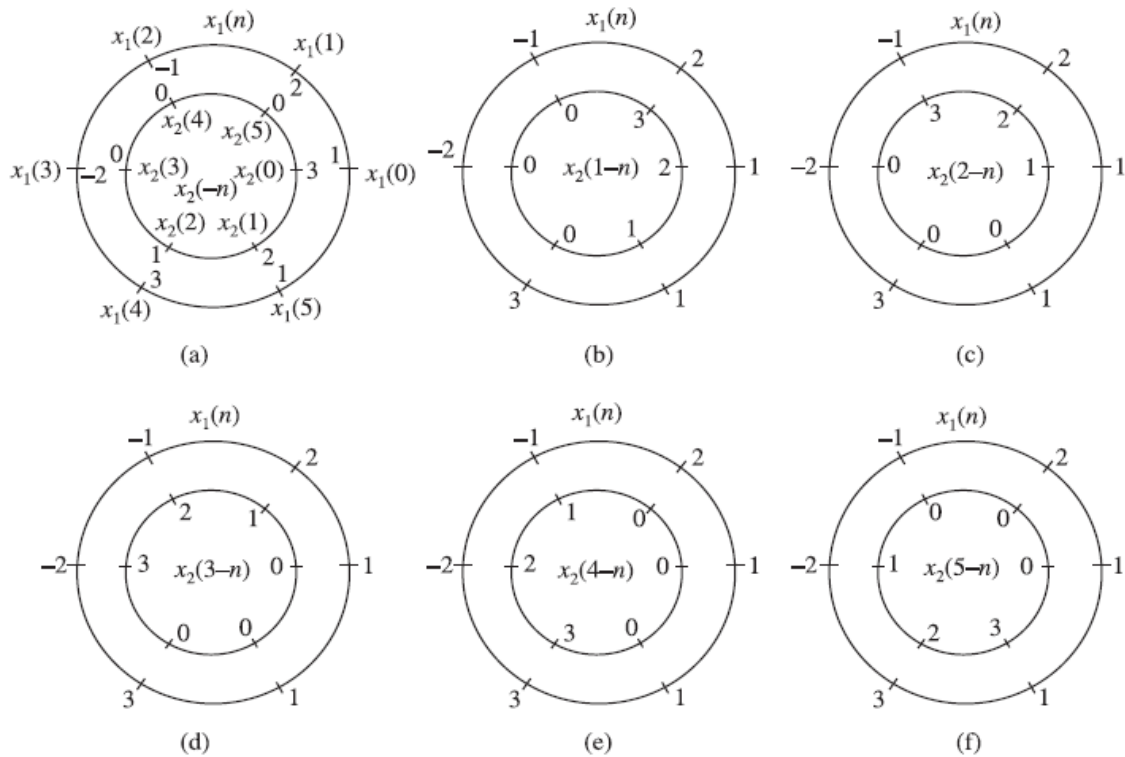 x₁(n) x₁(n) x₁(n)
x₁(2) x₁(1) –1 2 –1 2
–1 2
0 0 0 3 3 2
x₂(4) x₂(5)
x₁(3) –2 0 x₂(3) x₂(0) 3 1 x₁(0) –2 0 x₂(1–n) 2 1 –2 0 x₂(2–n) 1 1
x₂(–n)
x₂(2) x₂(1) 0 1 0 0
1 2
3 1 3 1 3 1
x₁(4) x₁(5)
(a) (b) (c)
x₁(n) x₁(n) x₁(n)
–1 2 –1 2 –1 2
2 1 1 0 0 0
–2 3 x₂(3–n) 0 1 –2 2 x₂(4–n) 0 1 –2 1 x₂(5–n) 0 1
0 0 3 0 2 3
3 1 3 1 3 1
(d) (e) (f)